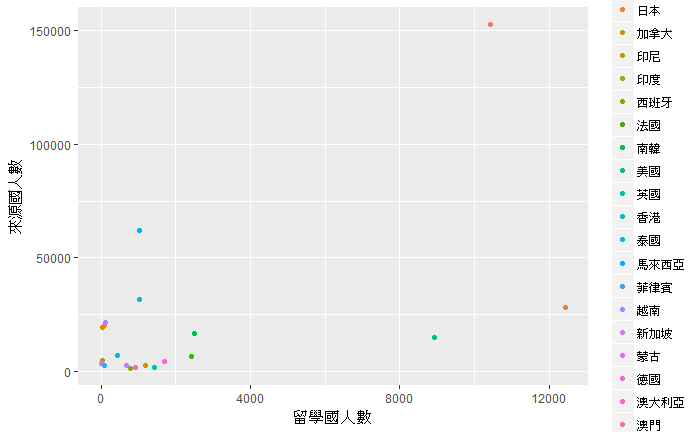 150000
100000
50000
0
來源國人數
0
4000
8000
12000
留學國人數
日本
加拿大
印尼
印度
西班牙
法國
南韓
美國
英國
香港
泰國
馬來西亞
菲律賓
越南
新加坡
蒙古
德國
澳大利亞
澳門